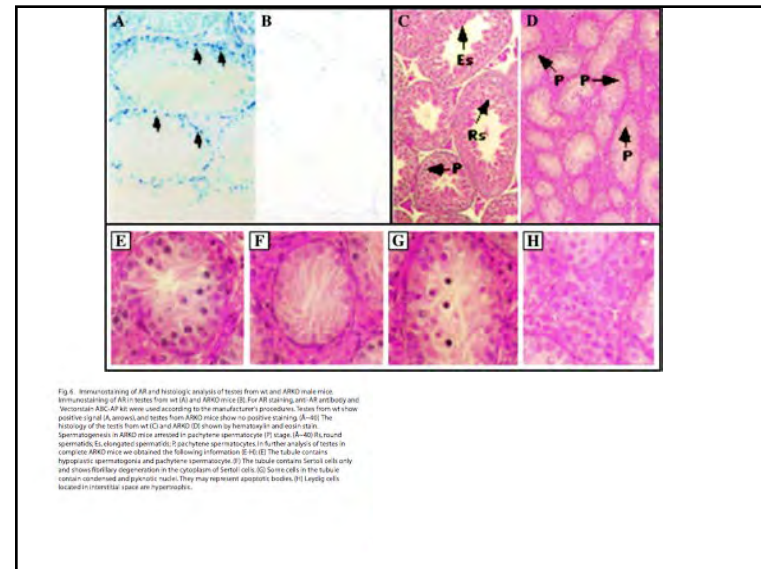 A
B
C
D
Es
Rs
P
P
P
P
E
F
G
H
Fig. 6. Immunostaining of AR and histologic analysis of testes from wt and ARKO male mice.
Immunostaining of AR in testes from wt (A) and ARKO mice (B). For AR staining, anti-AR antibody and
Vectorstain ABC-AP kit were used according to the manufacturer's procedures. Testes from wt show
positive signal (A, arrows), and testes from ARKO mice show no positive staining. (Ã—40) The
histology of the testis from wt (C) and ARKO (D) shown by hematoxylin and eosin stain.
Spermatogenesis in ARKO mice arrested in pachytene spermatocyte (P) stage. (Ã—40) Rs, round
spermatids; Es, elongated spermatids; P, pachytene spermatocytes. In further analysis of testes in
complete ARKO mice we obtained the following information (E-H). (E) The tubule contains
hypoplastic spermatogonia and pachytene spermatocyte. (F) The tubule contains Sertoli cells only
and shows fibrillary degeneration in the cytoplasm of Sertoli cells. (G) Some cells in the tubule
contain condensed and pyknotic nuclei. They may represent apoptotic bodies. (H) Leydig cells
located in interstitial space are hypertrophic.